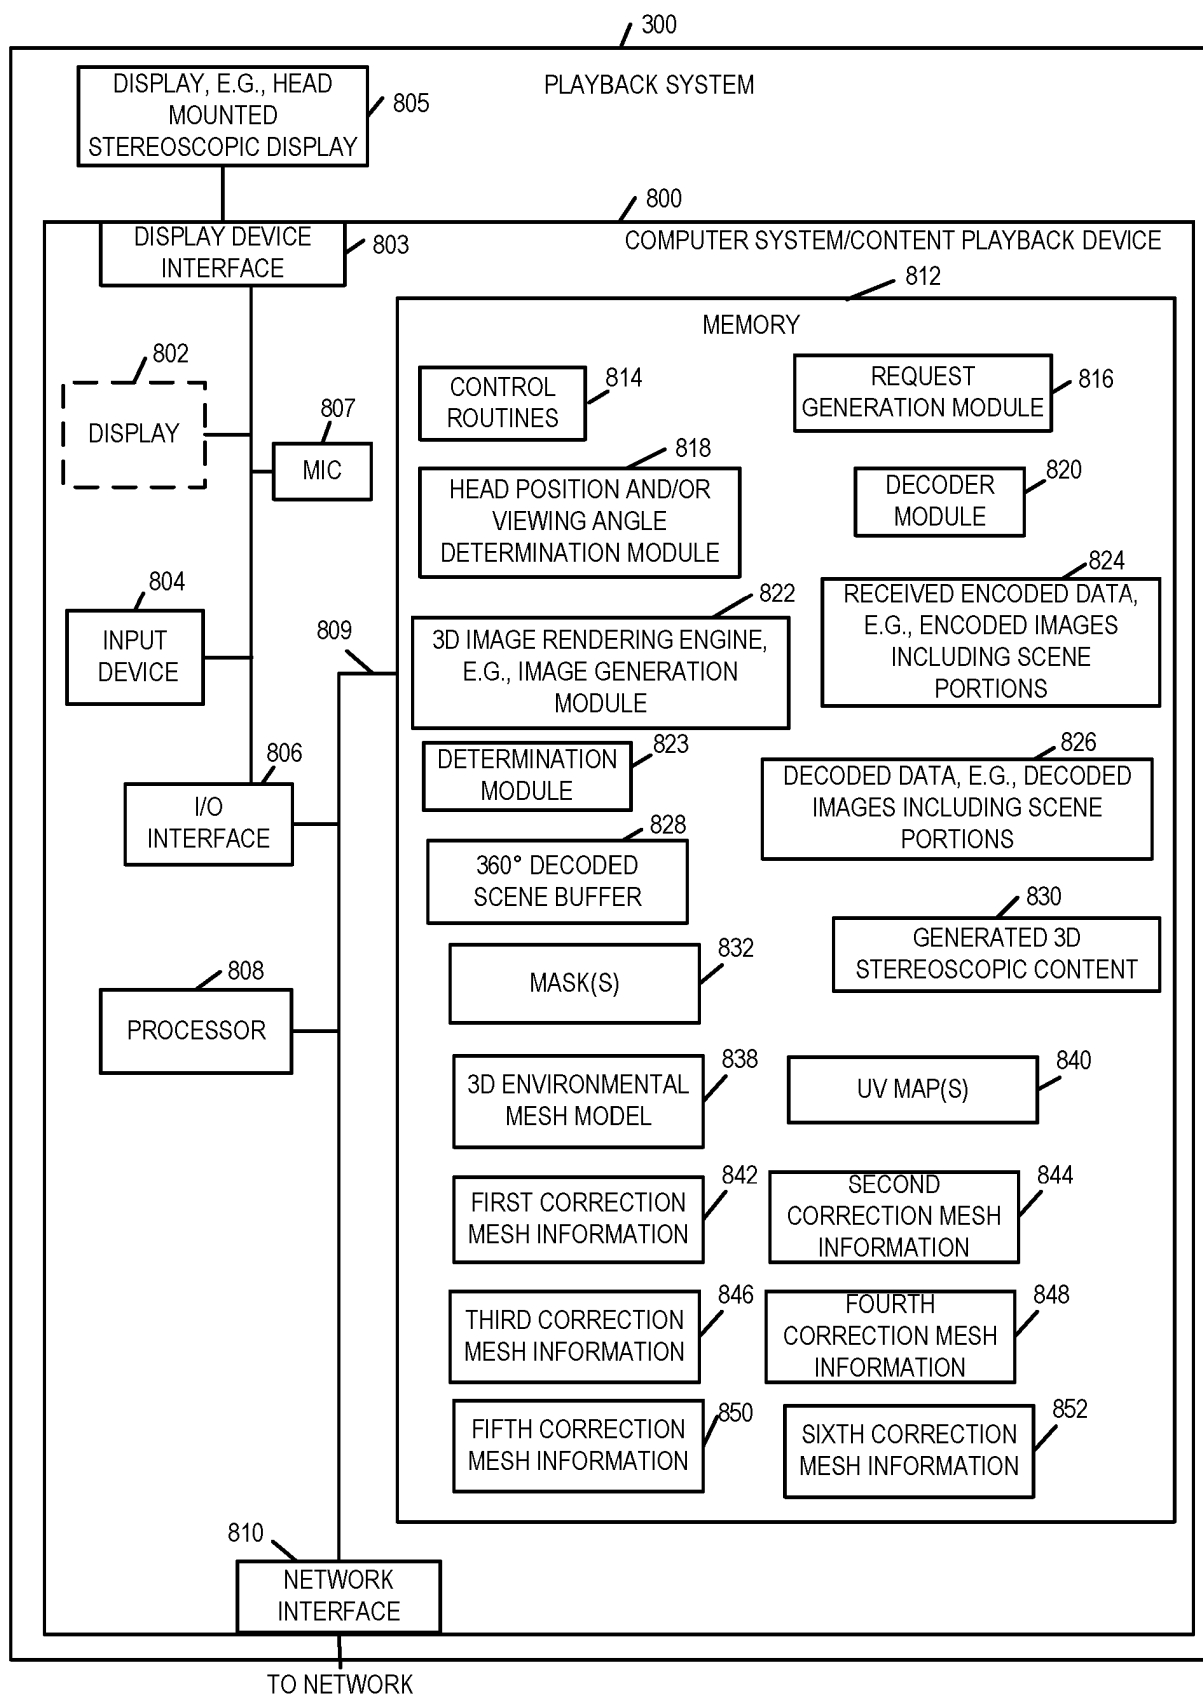 300
PLAYBACK SYSTEM
DISPLAY, E.G., HEAD
MOUNTED
STEREOSCOPIC DISPLAY
805
800
DISPLAY DEVICE
INTERFACE
803
COMPUTER SYSTEM/CONTENT PLAYBACK DEVICE
812
MEMORY
802
DISPLAY
807
MIC
804
INPUT
DEVICE
809
806
I/O
INTERFACE
808
PROCESSOR
CONTROL
ROUTINES
814
REQUEST
GENERATION MODULE
816
818
HEAD POSITION AND/OR
VIEWING ANGLE
DETERMINATION MODULE
DECODER
MODULE
820
822
3D IMAGE RENDERING ENGINE,
E.G., IMAGE GENERATION
MODULE
824
RECEIVED ENCODED DATA,
E.G., ENCODED IMAGES
INCLUDING SCENE
PORTIONS
DETERMINATION
MODULE
823
826
DECODED DATA, E.G., DECODED
IMAGES INCLUDING SCENE
PORTIONS
828
360° DECODED
SCENE BUFFER
830
GENERATED 3D
STEREOSCOPIC CONTENT
MASK(S)
832
3D ENVIRONMENTAL
MESH MODEL
838
UV MAP(S)
840
FIRST CORRECTION
MESH INFORMATION
842
SECOND
CORRECTION MESH
INFORMATION
844
THIRD CORRECTION
MESH INFORMATION
846
FOURTH
CORRECTION MESH
INFORMATION
848
FIFTH CORRECTION
MESH INFORMATION
850
SIXTH CORRECTION
MESH INFORMATION
852
810
NETWORK
INTERFACE
TO NETWORK